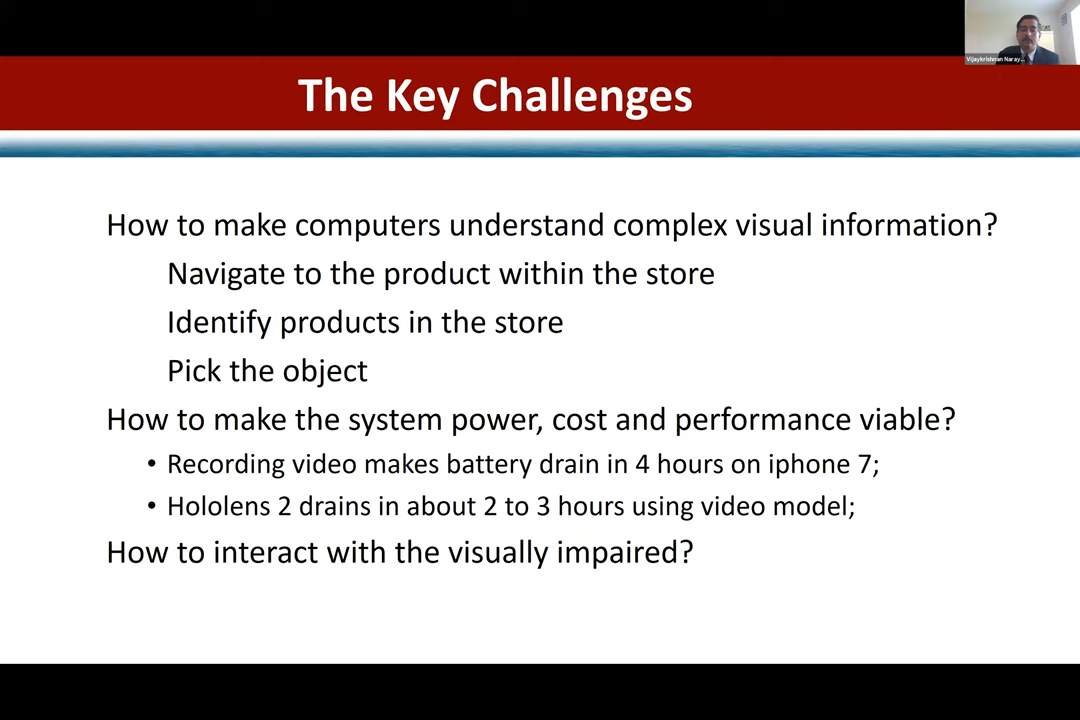 Vijaykrishnan Naray...
The Key Challenges
How to make computers understand complex visual information?
Navigate to the product within the store
Identify products in the store
Pick the object
How to make the system power, cost and performance viable?
• Recording video makes battery drain in 4 hours on iphone 7;
• Hololens 2 drains in about 2 to 3 hours using video model;
How to interact with the visually impaired?